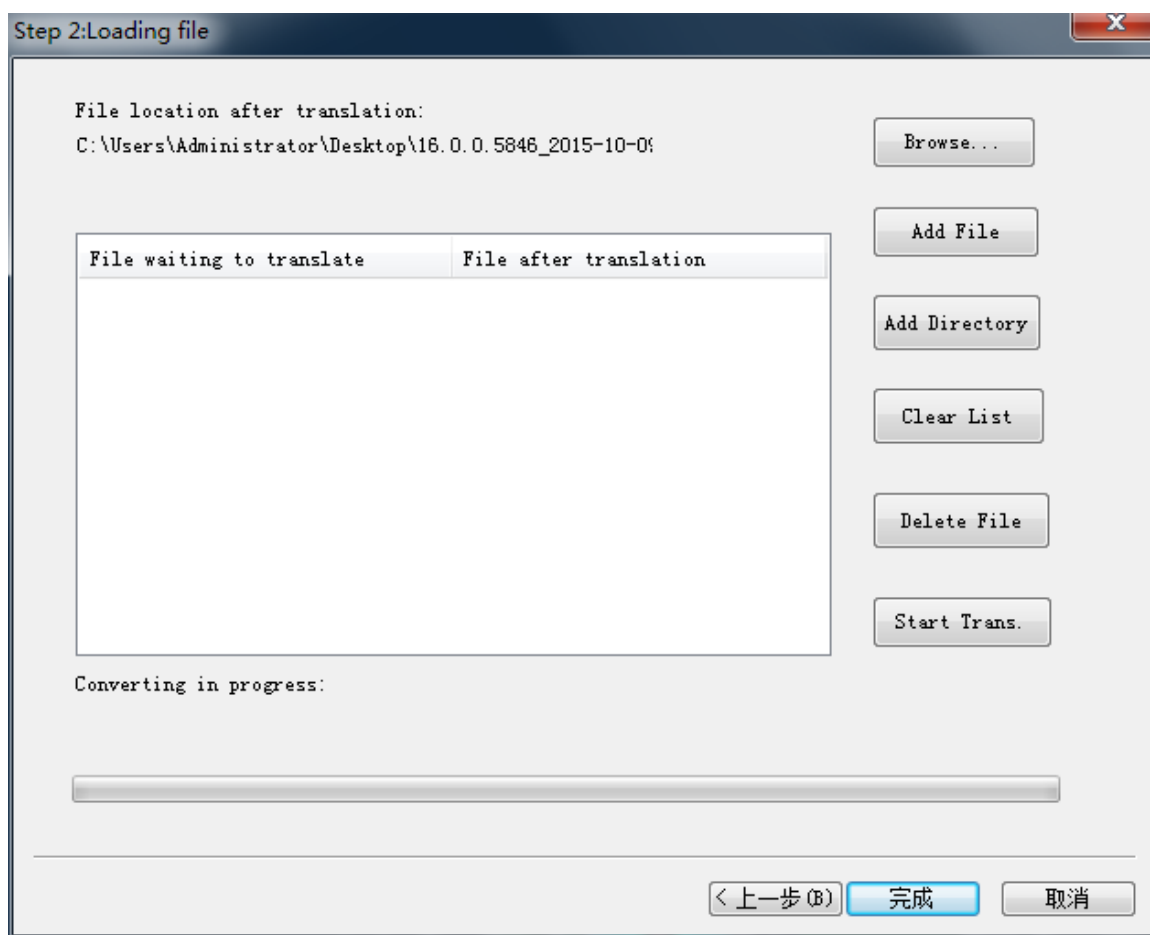 Step 2:Loading file
File location after translation:
C:\Users\Administrator\Desktop\16.0.0.5846_2015-10-0
Browse...
Add File
File waiting to translate File after translation
Add Directory
Clear List
Delete File
Start Trans.
Converting in progress:
< 上一步(B) 完成 取消